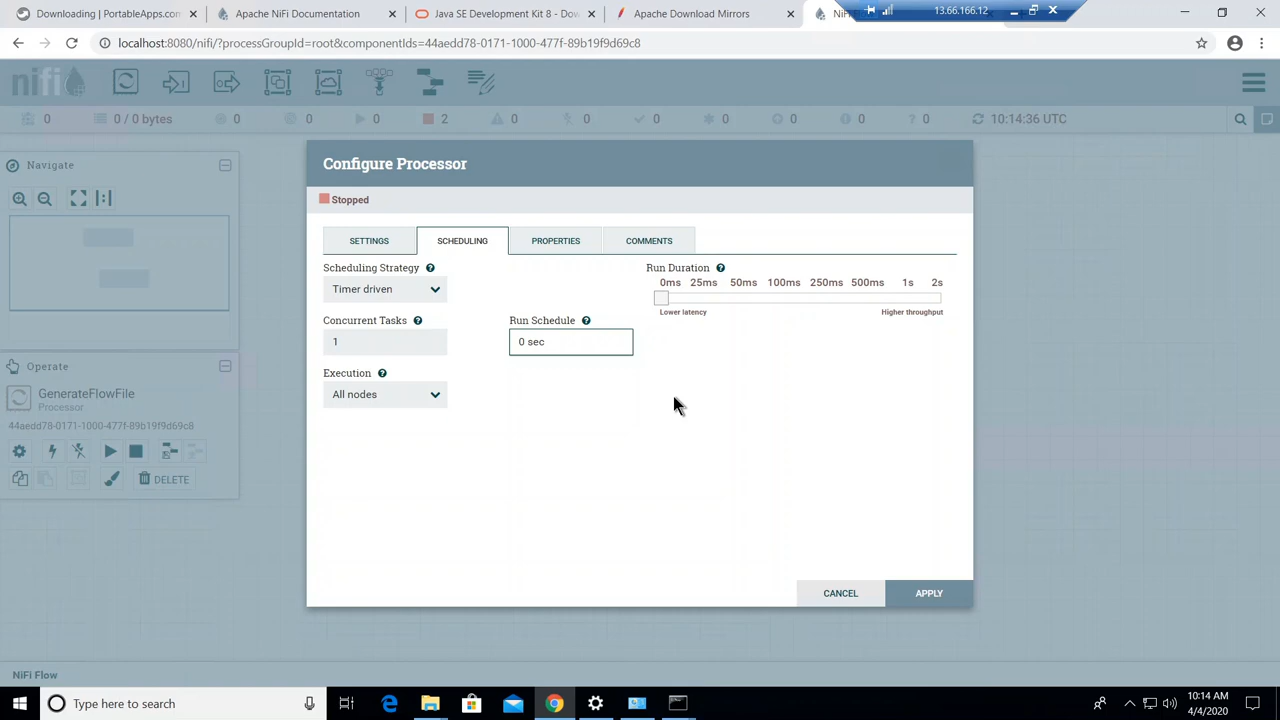 Downloading | PortableApps.co
Apache NiFi D
Java SE Development Kit 8 - Dow
Apache Download Mirrors
NiFi
13.66.166.12
localhost:8080/nifi/?processGroupId=root&componentIds=44aedd78-0171-1000-477f-89b19f9d69c8
nifi
0
0 / 0 bytes
0
0
0
2
0
0
0
0
0
0
0
10:14:36 UTC
Navigate
Configure Processor
Stopped
SETTINGS
SCHEDULING
PROPERTIES
COMMENTS
Scheduling Strategy
Timer driven
Run Duration
0ms 25ms 50ms 100ms 250ms 500ms 1s 2s
Lower latency
Higher throughput
Concurrent Tasks
1
Run Schedule
0 sec
Execution
All nodes
Operate
GenerateFlowFile
Processor
44aedd78-0171-1000-477f-89b19f9d69c8
DELETE
CANCEL
APPLY
NiFi Flow
Type here to search
10:14 AM
4/4/2020